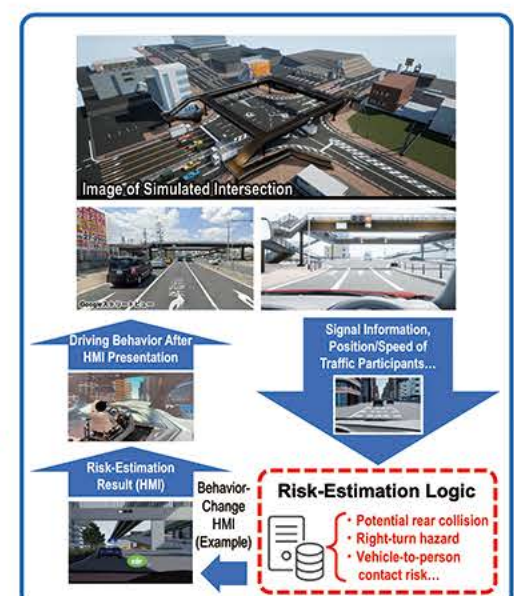 Image of Simulated Intersection
Googleストリートビュー
Driving Behavior After
HMI Presentation
Signal Information,
Position/Speed of
Traffic Participants…
Risk-Estimation
Result (HMI)
Behavior-
Change
HMI
(Example)
Risk-Estimation Logic
・Potential rear collision
・Right-turn hazard
・Vehicle-to-person
contact risk…